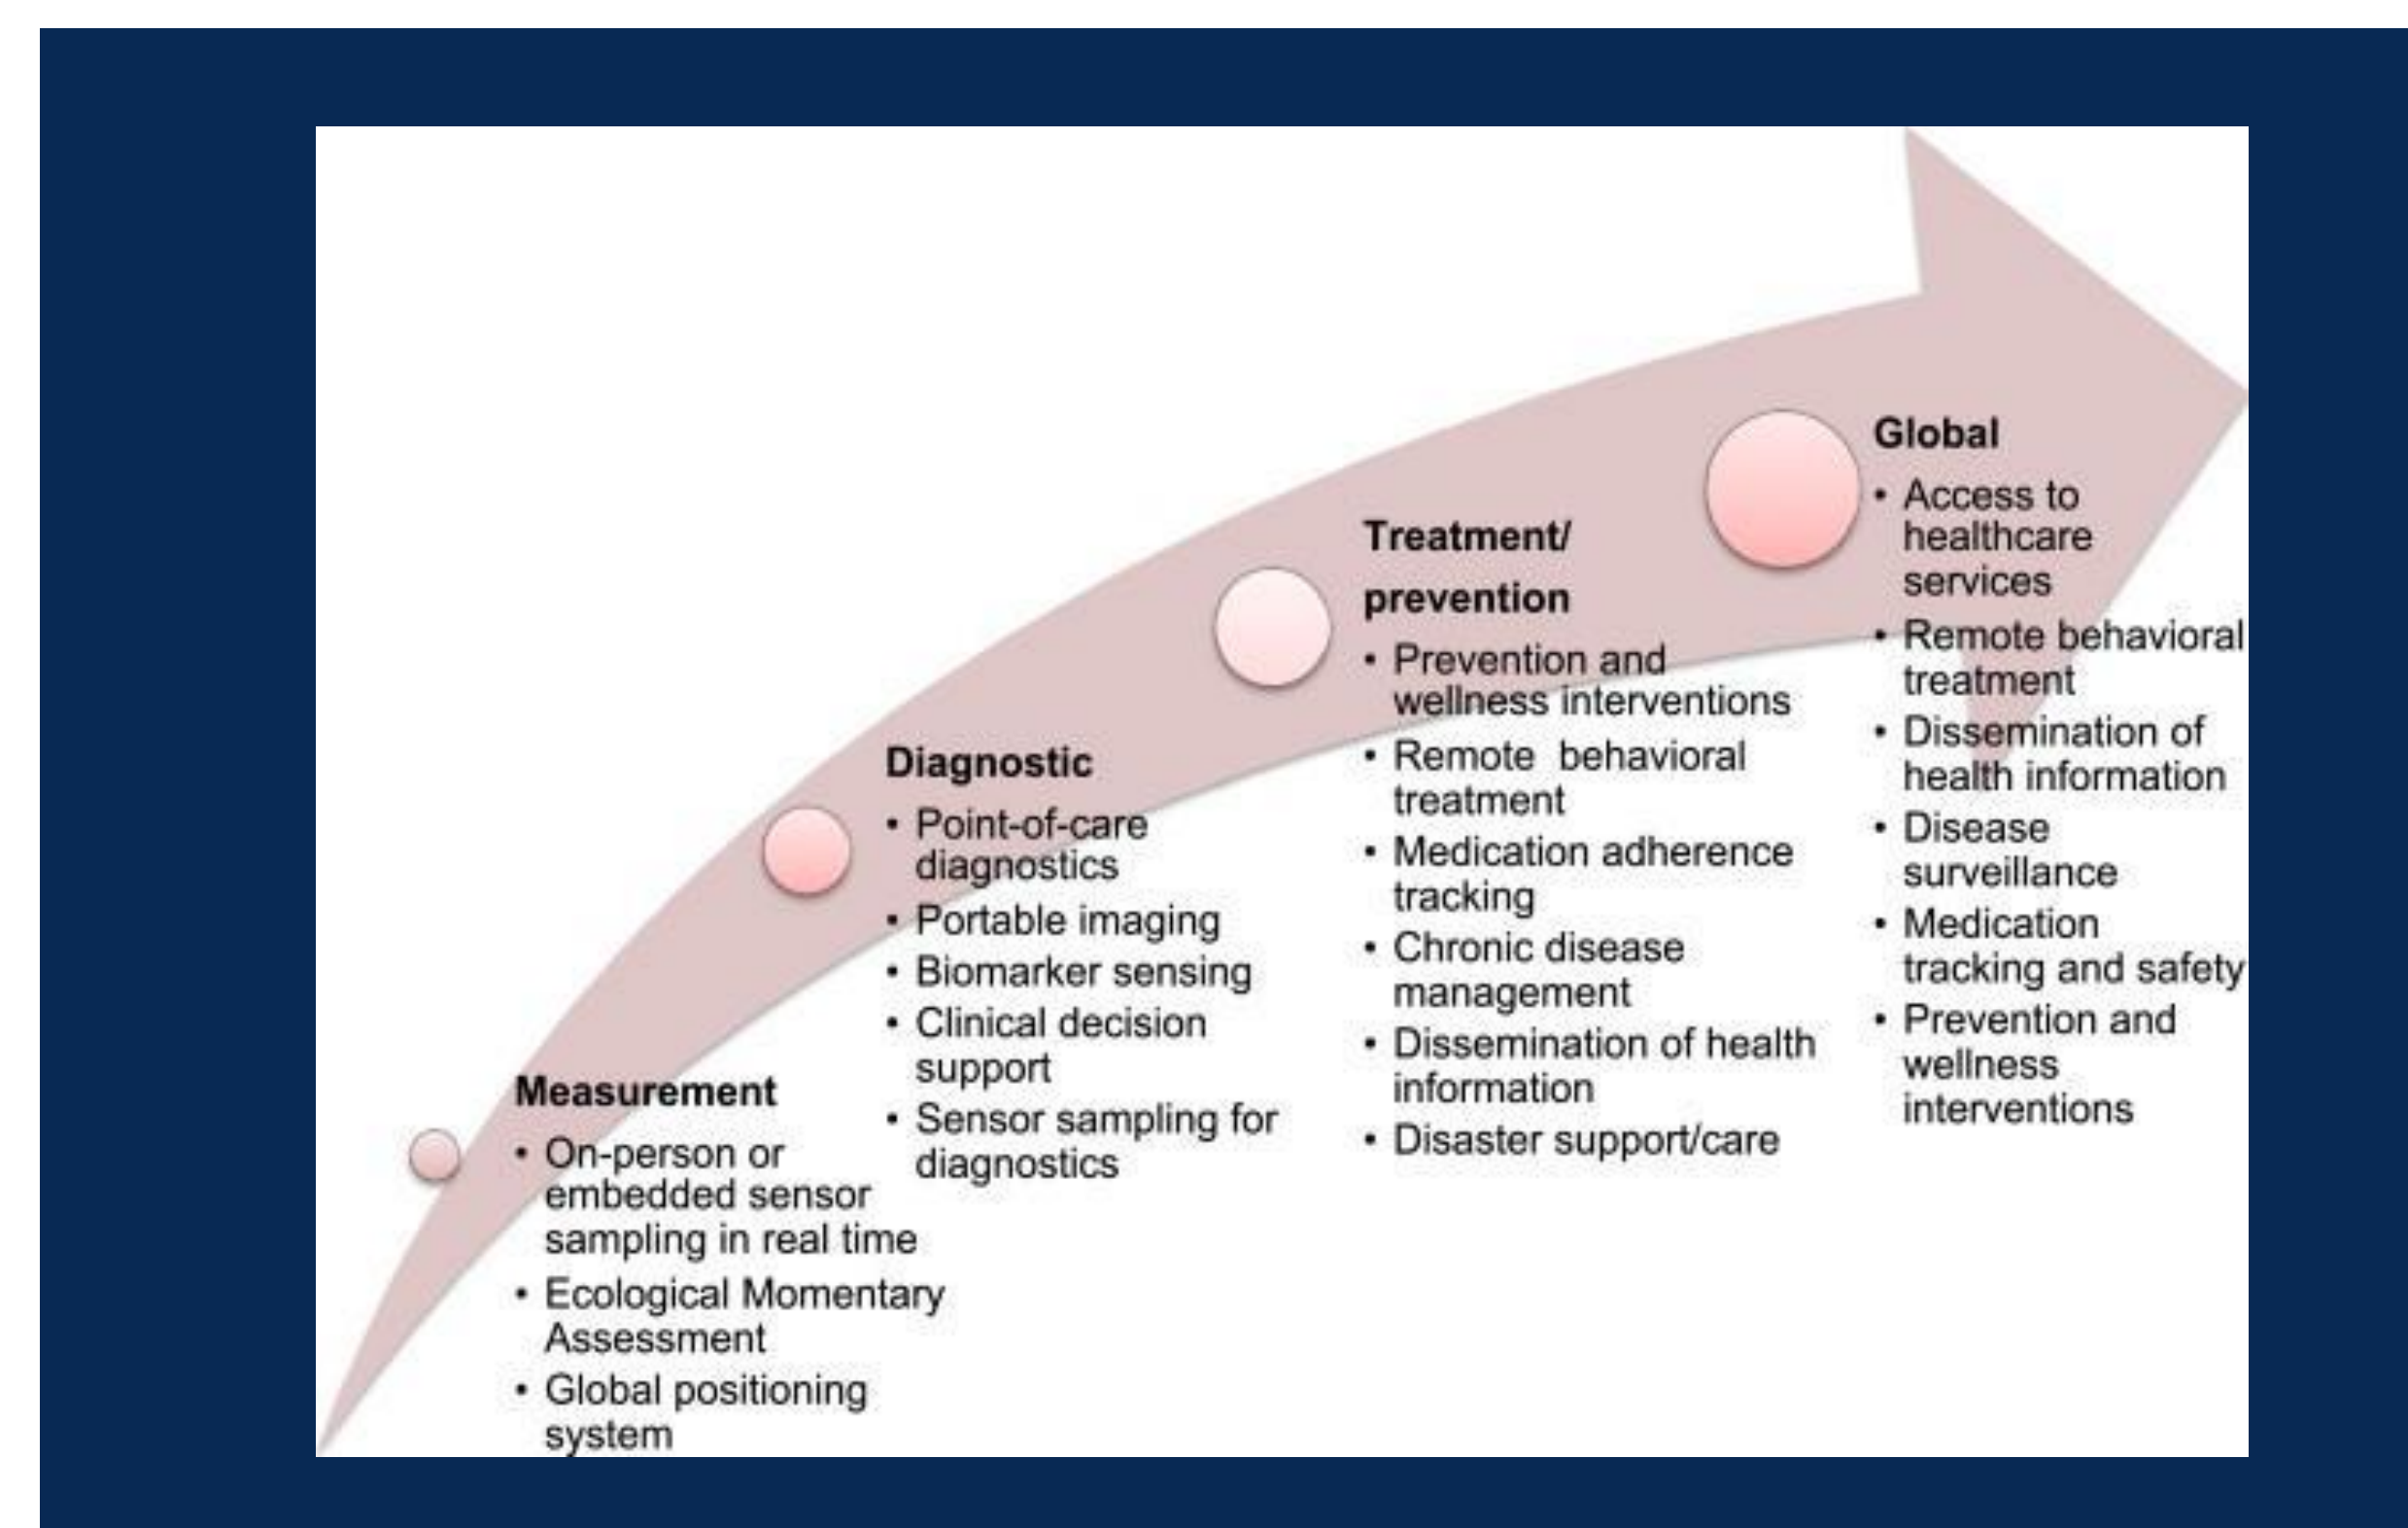 Measurement
• On-person or
embedded sensor
sampling in real time
• Ecological Momentary
Assessment
• Global positioning
system
Diagnostic
• Point-of-care
diagnostics
• Portable imaging
• Biomarker sensing
• Clinical decision
support
• Sensor sampling for
diagnostics
Treatment/
prevention
• Prevention and
wellness interventions
• Remote behavioral
treatment
• Medication adherence
tracking
• Chronic disease
management
• Dissemination of health
information
• Disaster support/care
Global
• Access to
healthcare
services
• Remote behavioral
treatment
• Dissemination of
health information
• Disease
surveillance
• Medication
tracking and safety
• Prevention and
wellness
interventions